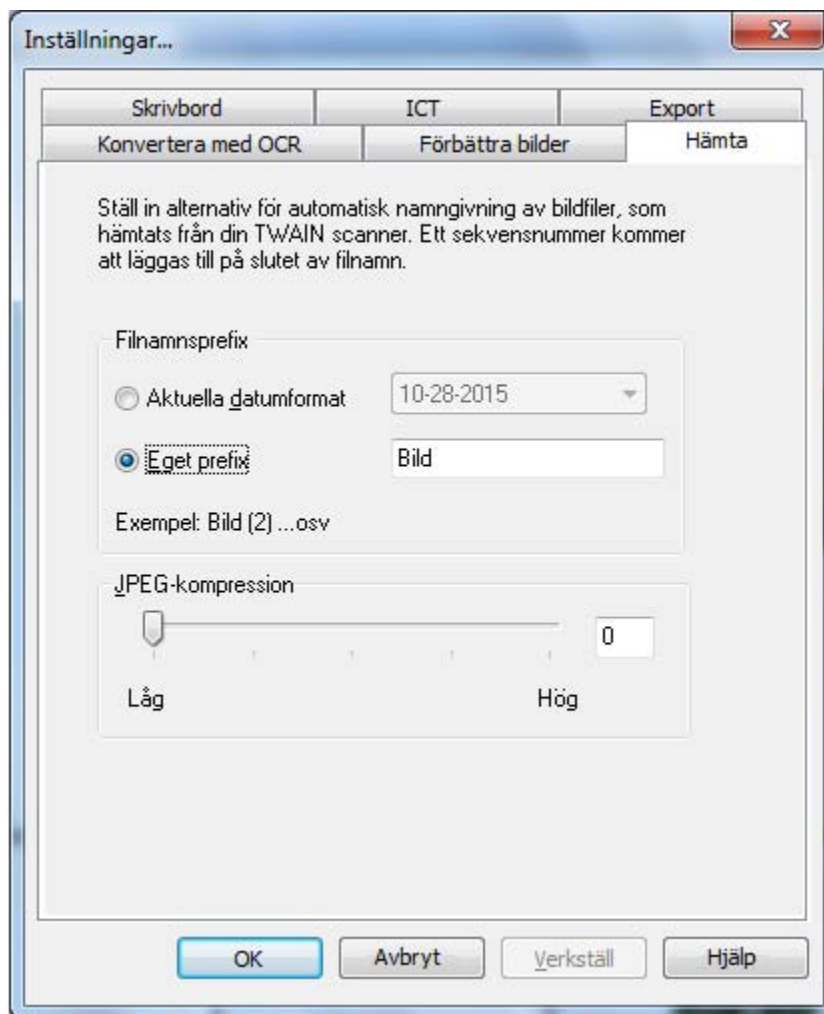 Inställningar...
Skrivbord
ICT
Export
Konvertera med OCR
Förbättra bilder
Hämta
Ställ in alternativ för automatisk namngivning av bildfiler, som
hämtats från din TWAIN scanner. Ett sekvensnummer kommer
att läggas till på slutet av filnamn.
Filnamnsprefix
Aktuella datumformat
10-28-2015
Eget prefix
Bild
Exempel: Bild (2) ...osv
JPEG-kompression
0
Låg
Hög
OK
Avbryt
Verkställ
Hjälp